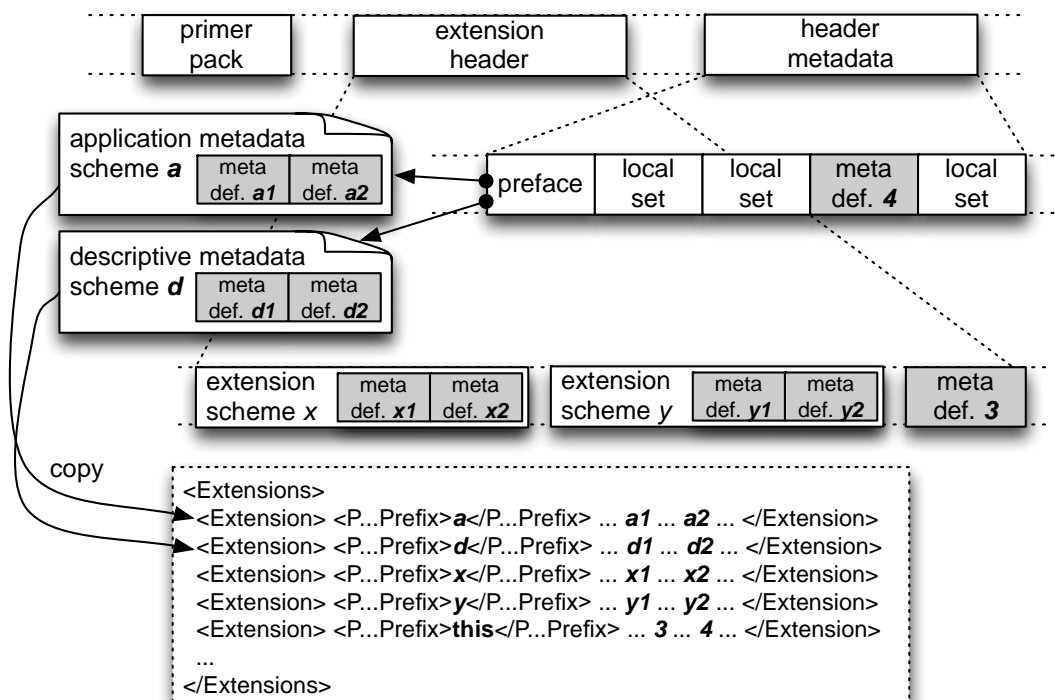 primer
pack
extension
header
header
metadata
application metadata
scheme a
meta
def. a1
meta
def. a2
preface
local
set
local
set
meta
def. 4
local
set
descriptive metadata
scheme d
meta
def. d1
meta
def. d2
extension
scheme x
meta
def. x1
meta
def. x2
extension
scheme y
meta
def. y1
meta
def. y2
meta
def. 3
copy
<Extensions>
<Extension> <P...Prefix>a</P...Prefix> ... a1 ... a2 ... </Extension>
<Extension> <P...Prefix>d</P...Prefix> ... d1 ... d2 ... </Extension>
<Extension> <P...Prefix>x</P...Prefix> ... x1 ... x2 ... </Extension>
<Extension> <P...Prefix>y</P...Prefix> ... y1 ... y2 ... </Extension>
<Extension> <P...Prefix>this</P...Prefix> ... 3 ... 4 ... </Extension>
...
</Extensions>